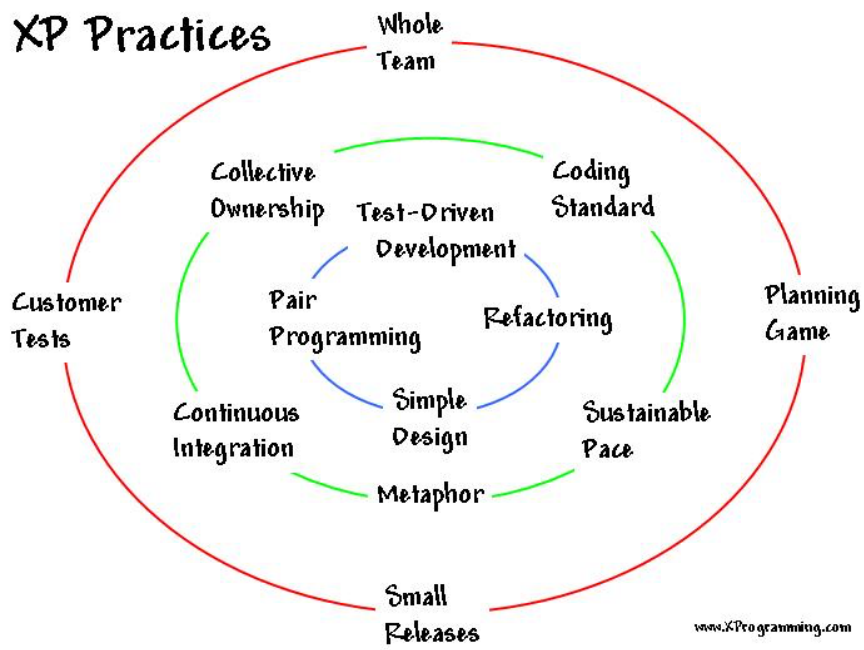 XP Practices
Whole
Team
Collective
Ownership
Coding
Standard
Test-Driven
Development
Customer
Tests
Pair
Programming
Refactoring
Planning
Game
Continuous
Integration
Simple
Design
Sustainable
Pace
Metaphor
Small
Releases
www.XProgramming.com